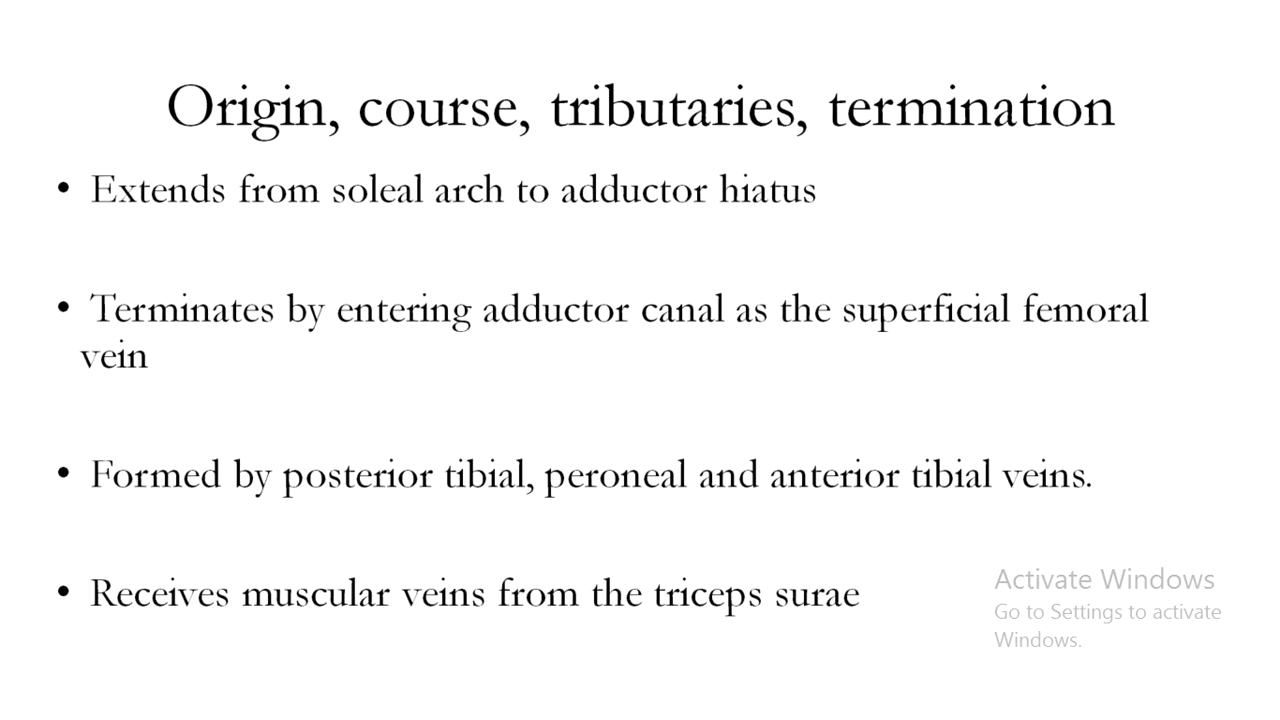 Origin, course, tributaries, termination
• Extends from soleal arch to adductor hiatus
• Terminates by entering adductor canal as the superficial femoral
vein
• Formed by posterior tibial, peroneal and anterior tibial veins.
• Receives muscular veins from the triceps surae
Activate Windows
Go to Settings to activate
Windows.